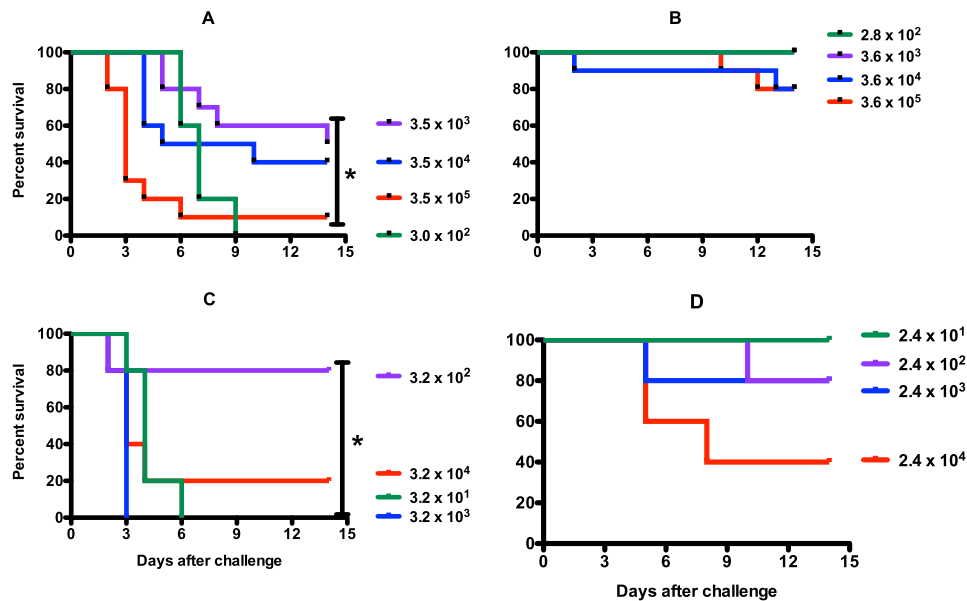 A
Percent survival
100
80
60
40
20
0
0 3 6 9 12 15
3.5 x 10³
3.5 x 10⁴
3.5 x 10⁵
3.0 x 10²
*
B
100
80
60
40
20
0
0 3 6 9 12 15
2.8 x 10²
3.6 x 10³
3.6 x 10⁴
3.6 x 10⁵
C
Percent survival
100
80
60
40
20
0
0 3 6 9 12 15
Days after challenge
3.2 x 10²
*
3.2 x 10⁴
3.2 x 10¹
3.2 x 10³
D
100
80
60
40
20
0
0 3 6 9 12 15
Days after challenge
2.4 x 10¹
2.4 x 10²
2.4 x 10³
2.4 x 10⁴